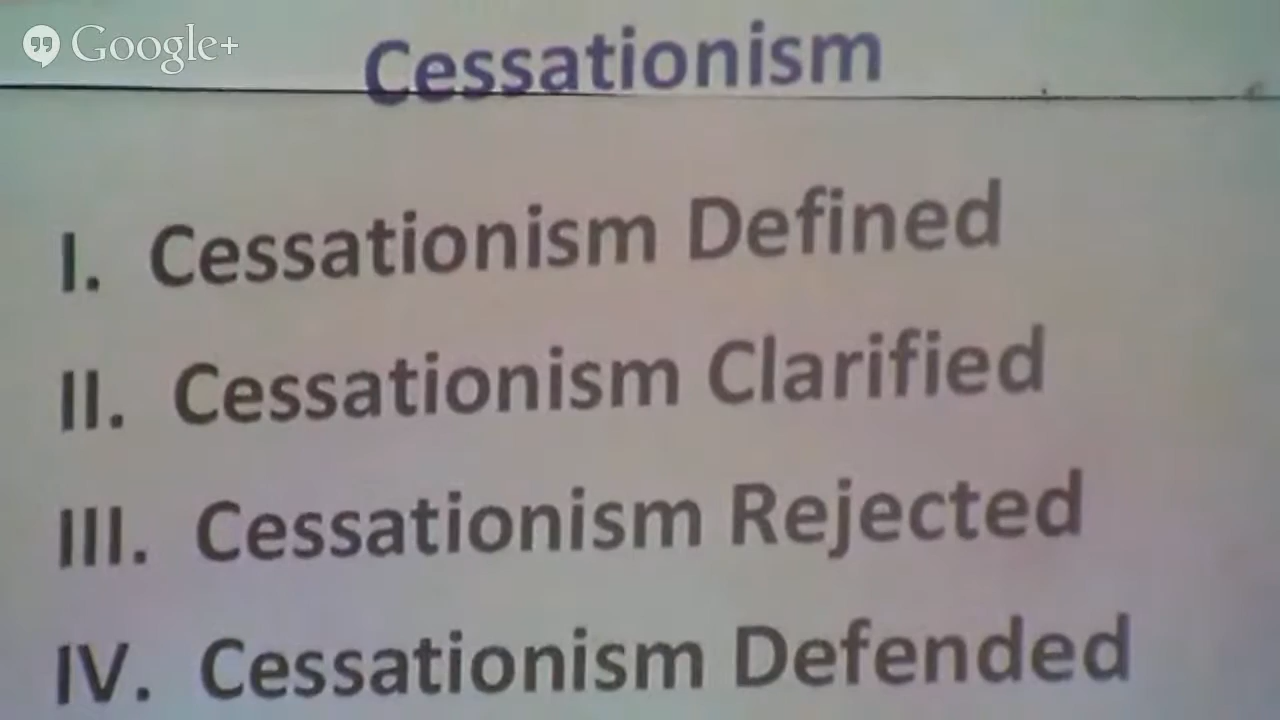 Google+
Cessationism
I. Cessationism Defined
II. Cessationism Clarified
III. Cessationism Rejected
IV. Cessationism Defended